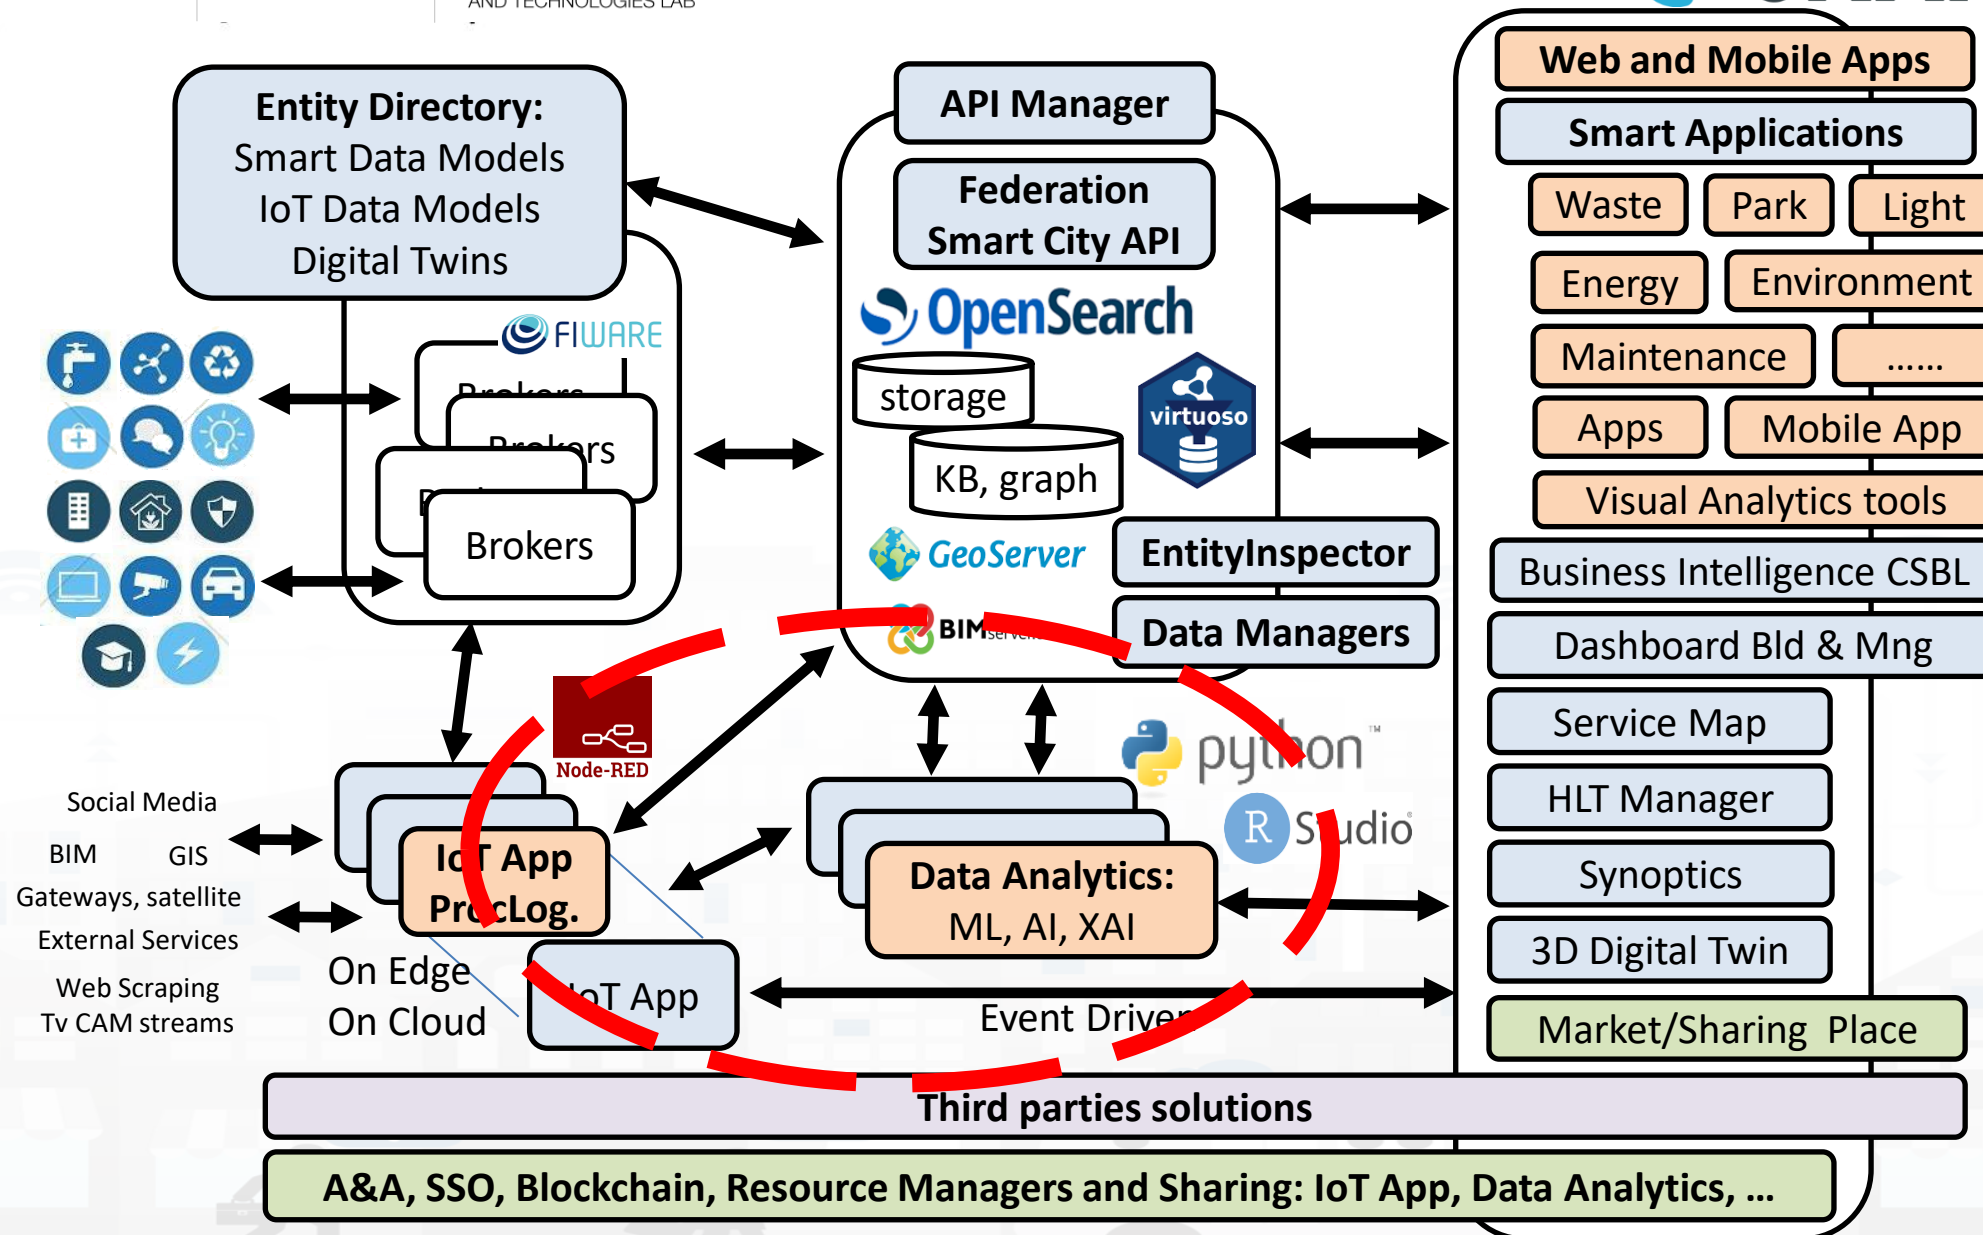 AND TECHNOLOGIES LAB
Entity Directory:
Smart Data Models
IoT Data Models
Digital Twins
FIWARE
Brokers
Brokers
Brokers
API Manager
Federation
Smart City API
OpenSearch
storage
KB, graph
virtuoso
GeoServer
EntityInspector
BIM
Data Managers
Node-RED
python™
R Studio
Social Media
BIM GIS
Gateways, satellite
External Services
Web Scraping
Tv CAM streams
IoT App
ProcLog.
On Edge
On Cloud
IoT App
Data Analytics:
ML, AI, XAI
Event Driven
Web and Mobile Apps
Smart Applications
Waste Park Light
Energy Environment
Maintenance ......
Apps Mobile App
Visual Analytics tools
Business Intelligence CSBL
Dashboard Bld & Mng
Service Map
HLT Manager
Synoptics
3D Digital Twin
Market/Sharing Place
Third parties solutions
A&A, SSO, Blockchain, Resource Managers and Sharing: IoT App, Data Analytics, ...